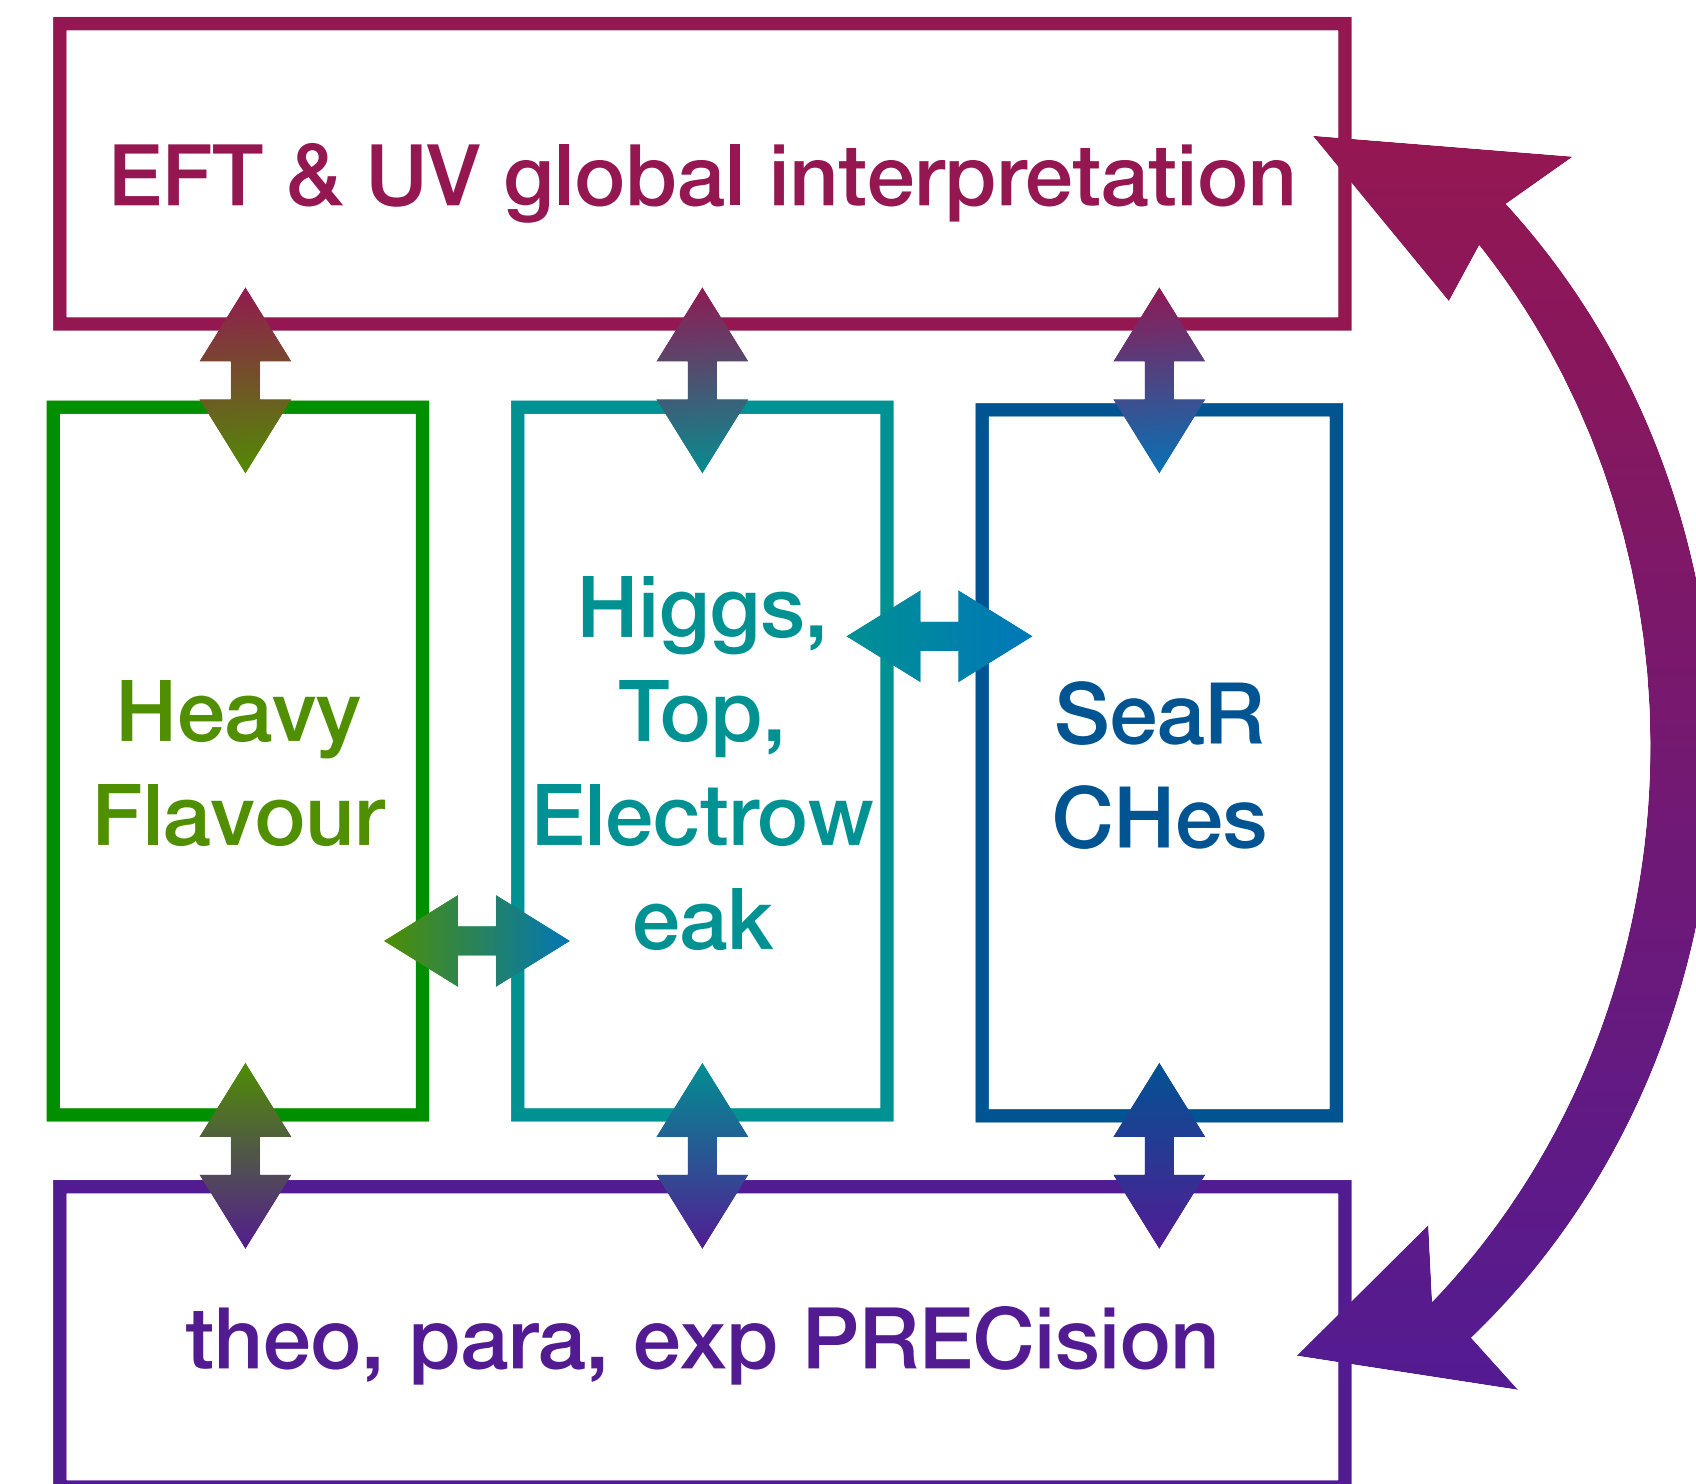 EFT & UV global interpretation
Heavy
Flavour
Higgs,
Top,
Electrow
eak
SeaR
CHes
theo, para, exp PRECision